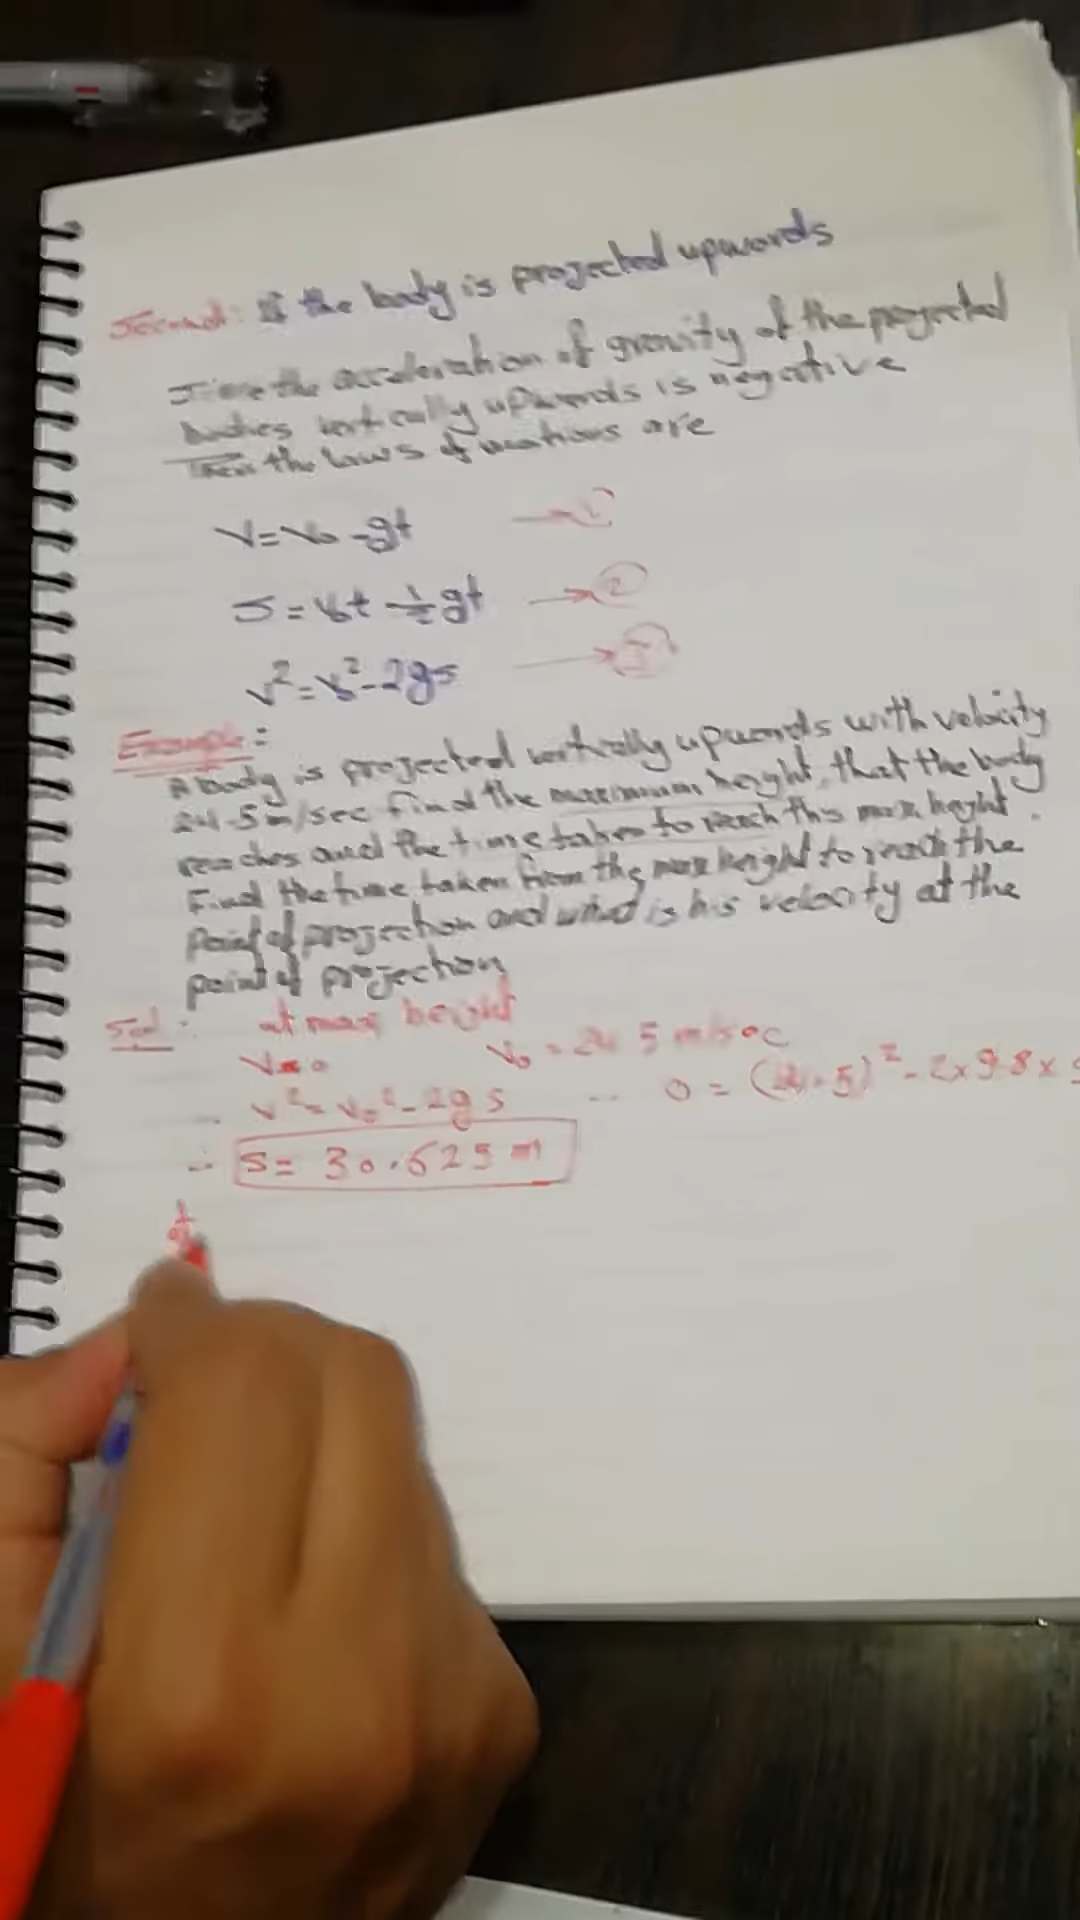 Second: If the body is projected upwords
Since the acceleration of gravity of the projected
bodies vertically upwards is negative
Then the laws of motions are
V = V₀ - gt → 1
S = V₀t - ½ gt → 2
V² = V₀² - 2gs → 3
Example:
A body is projected vertically upwords with velocity
24.5m/sec find the maximum height, that the body
reaches and the time taken to reach this max height.
Find the time taken from the max height to reach the
point of projection and what is his velocity at the
point of projection
Sol: at max height
V = 0 V₀ = 24.5 m/sec
V² = V₀² - 2gS ∴ 0 = (24.5)² - 2×9.8×S
∴ S = 30.625 m